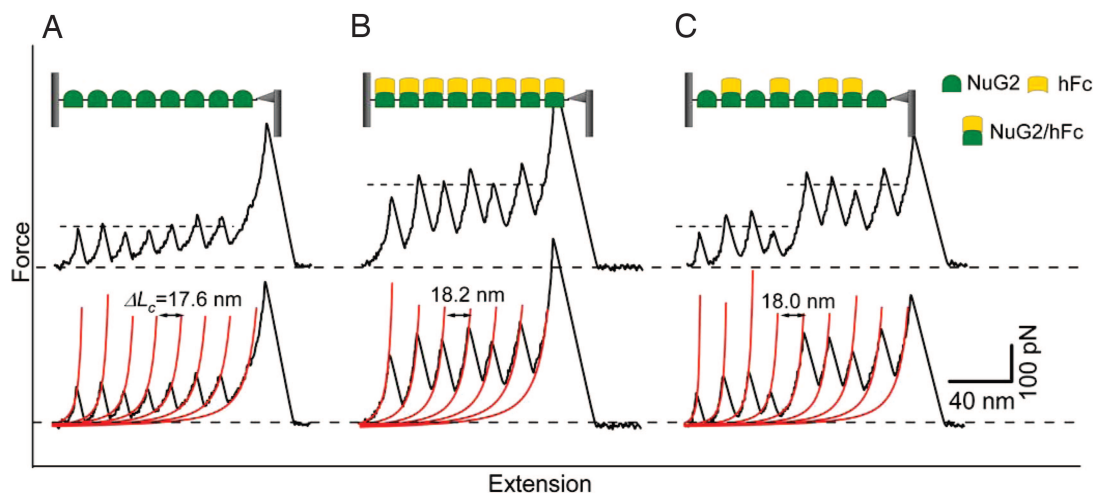 A B C
NuG2 hFc
NuG2/hFc
Force
ΔLc=17.6 nm
18.2 nm
18.0 nm
100 pN
40 nm
Extension